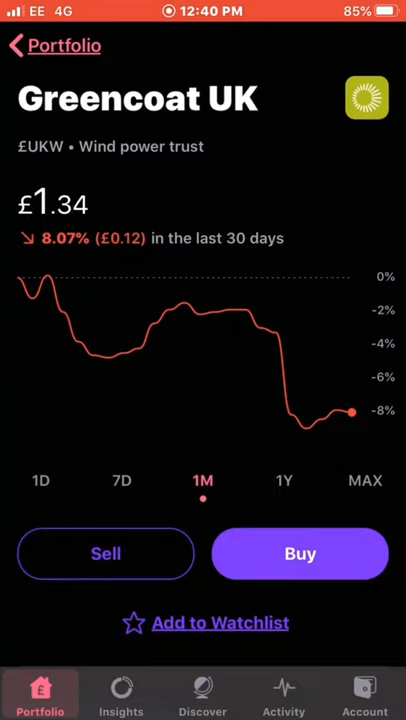 EE 4G 12:40 PM 85%
Portfolio
Greencoat UK
£UKW • Wind power trust
£1.34
↘ 8.07% (£0.12) in the last 30 days
0%
-2%
-4%
-6%
-8%
1D 7D 1M 1Y MAX
Sell Buy
Add to Watchlist
£
Portfolio Insights Discover Activity Account